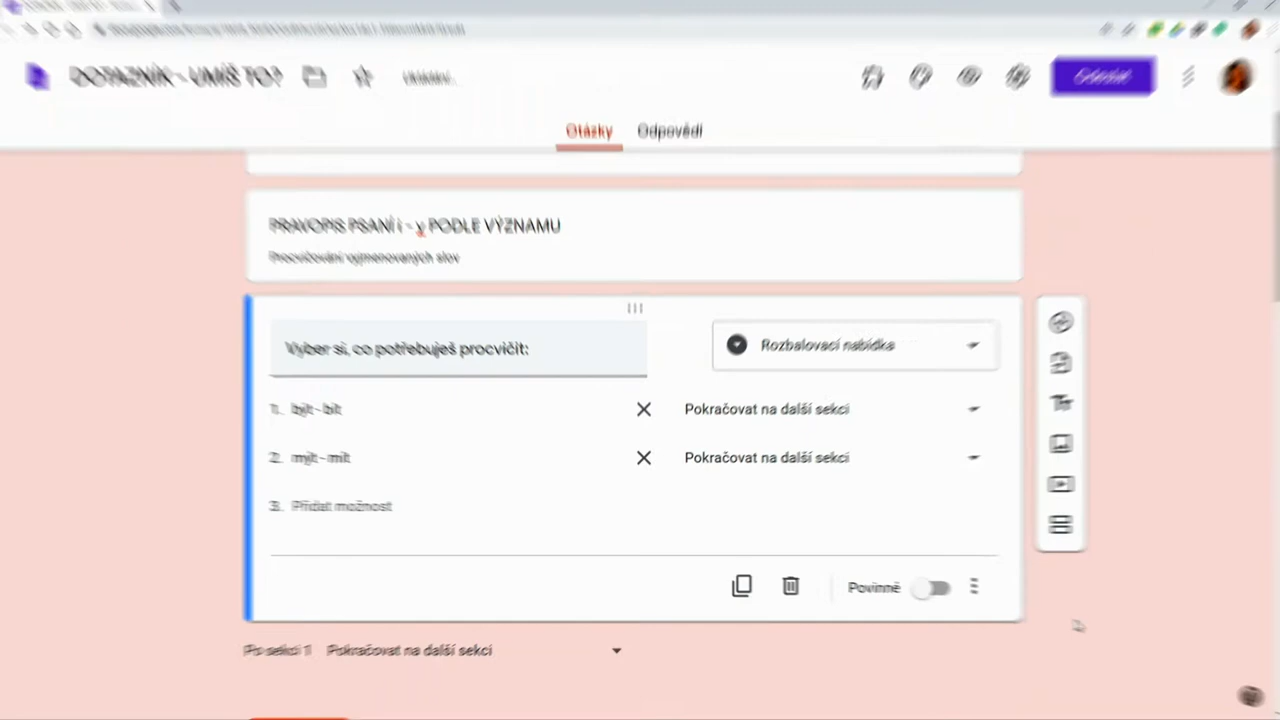 DOTAZNÍK - UMÍŠ TO?
Odeslat
Otázky
Odpovědi
PRAVOPIS PSANÍ i - y PODLE VÝZNAMU
Procvičování vyjmenovaných slov
Vyber si, co potřebuješ procvičit:
Rozbalovací nabídka
1. být - bít
Pokračovat na další sekci
2. mýt - mít
Pokračovat na další sekci
3. Přidat možnost
Povinné
Po sekci 1 Pokračovat na další sekci